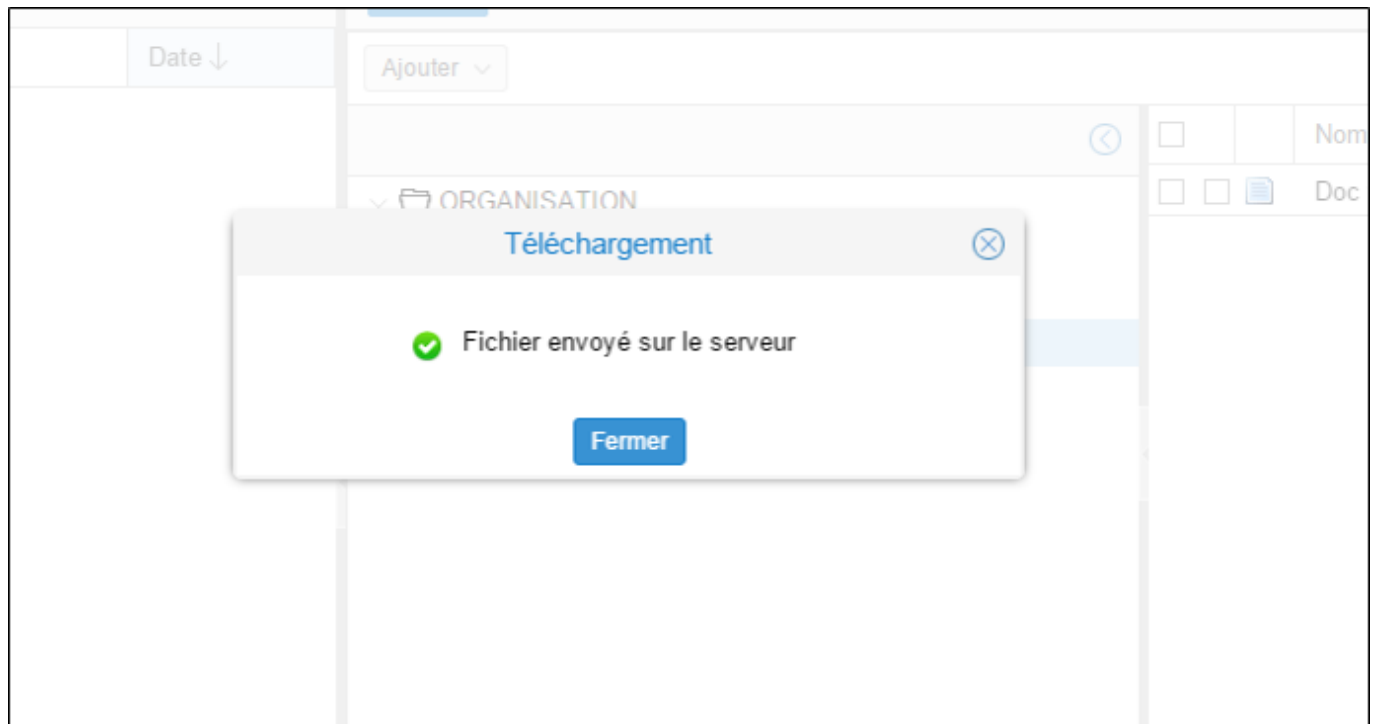 Date
Ajouter
Nom
ORGANISATION
Doc
Téléchargement
Fichier envoyé sur le serveur
Fermer